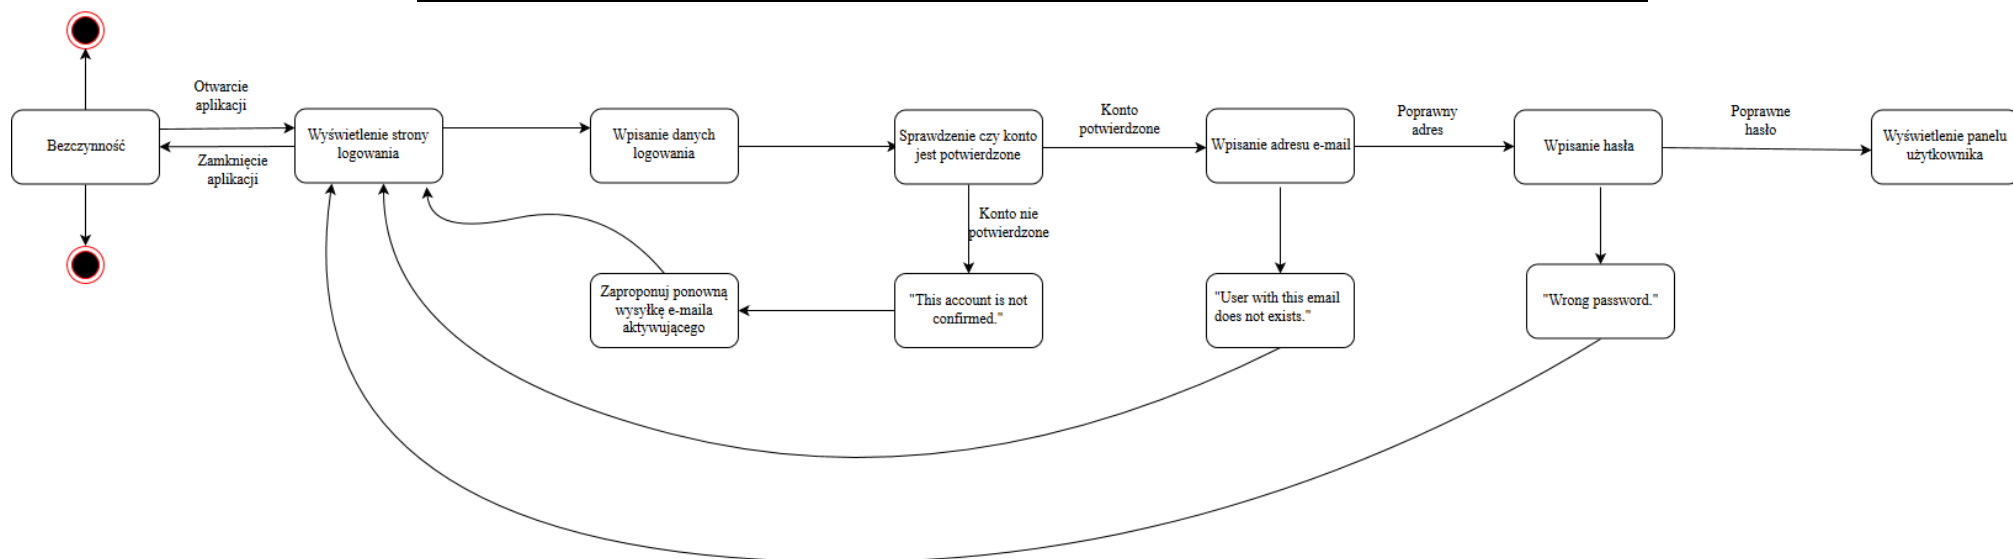 Otwarcie
aplikacji
Bezczynność
Zamknięcie
aplikacji
Wyświetlenie strony
logowania
Wpisanie danych
logowania
Sprawdzenie czy konto
jest potwierdzone
Konto
potwierdzone
Wpisanie adresu e-mail
Poprawny
adres
Wpisanie hasła
Poprawne
hasło
Wyświetlenie panelu
użytkownika
Konto nie
potwierdzone
Zaproponuj ponowną
wysyłkę e-maila
aktywującego
"This account is not
confirmed."
"User with this email
does not exists."
"Wrong password."